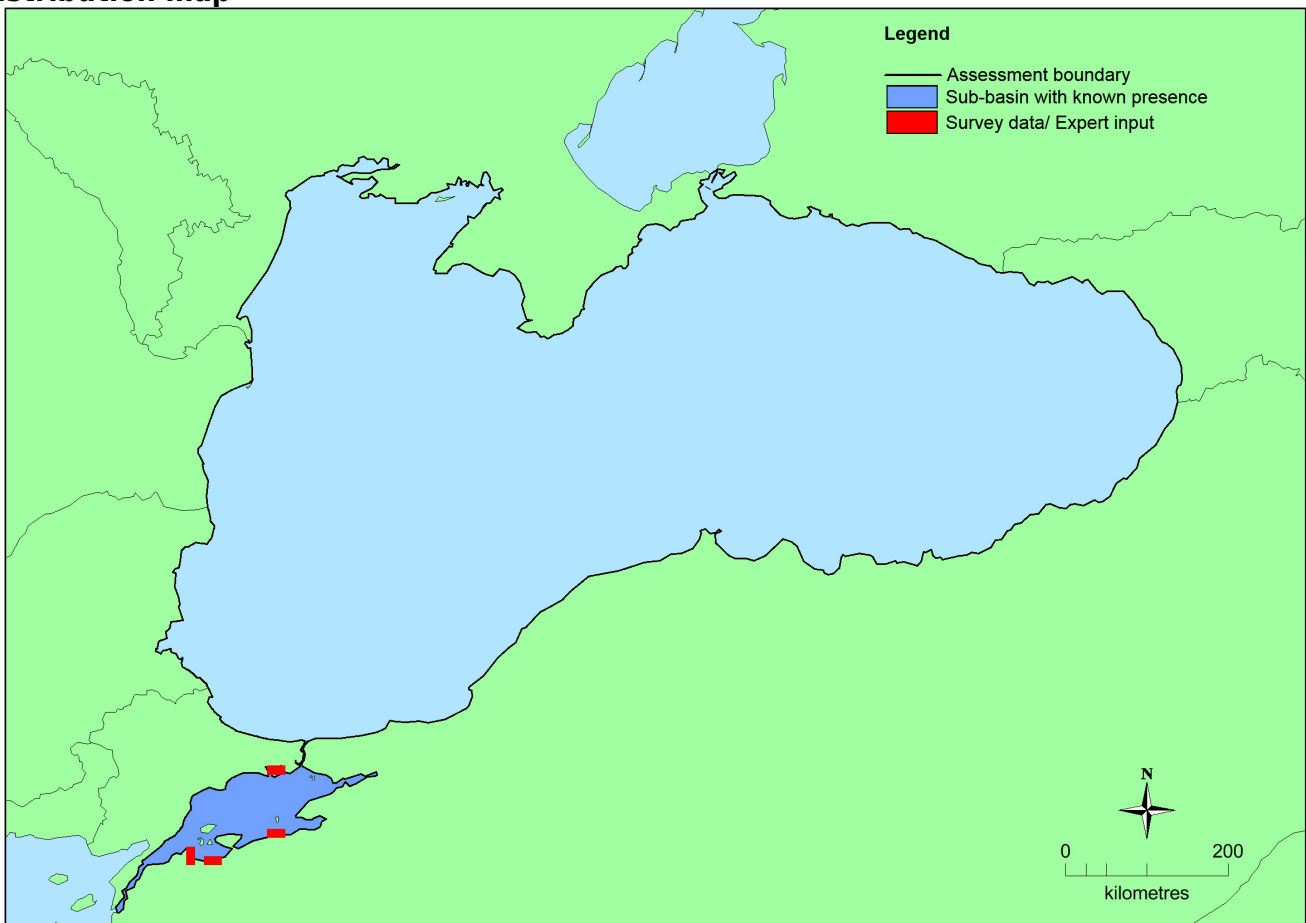 Legend
Assessment boundary
Sub-basin with known presence
Survey data/ Expert input
N
0 200
kilometres